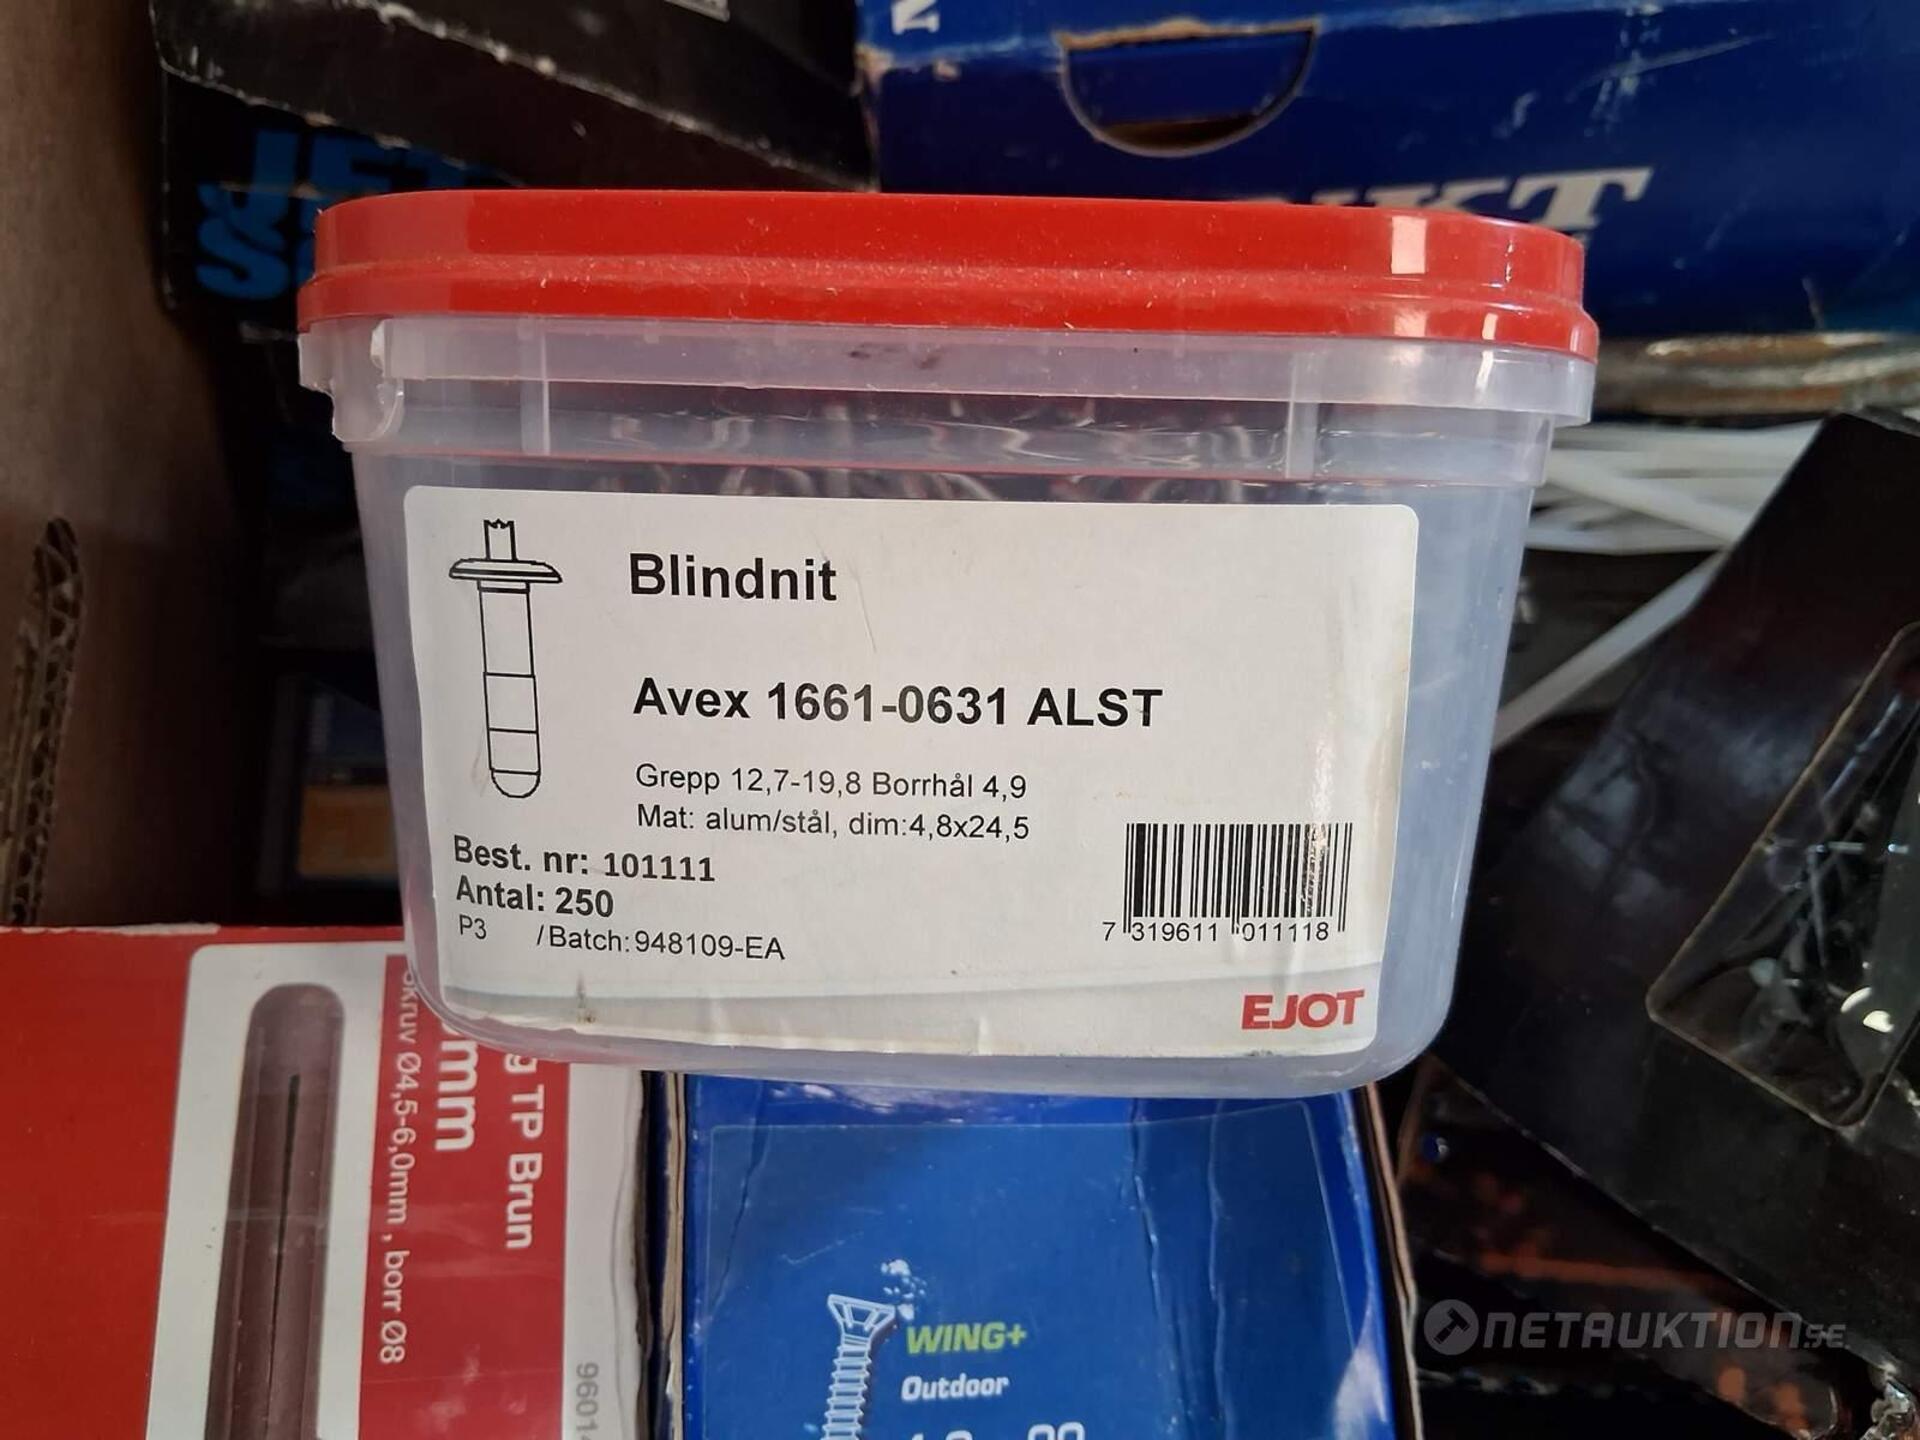 Blindnit
Avex 1661-0631 ALST
Grepp 12,7-19,8 Borrhål 4,9
Mat: alum/stål, dim:4,8x24,5
Best. nr: 101111
Antal: 250
P3 /Batch: 948109-EA
7 319611 011118
EJOT
TP Brun
mm
Ø4,5-6,0mm , borr Ø8
WING+
Outdoor
NETAUKTION.SE